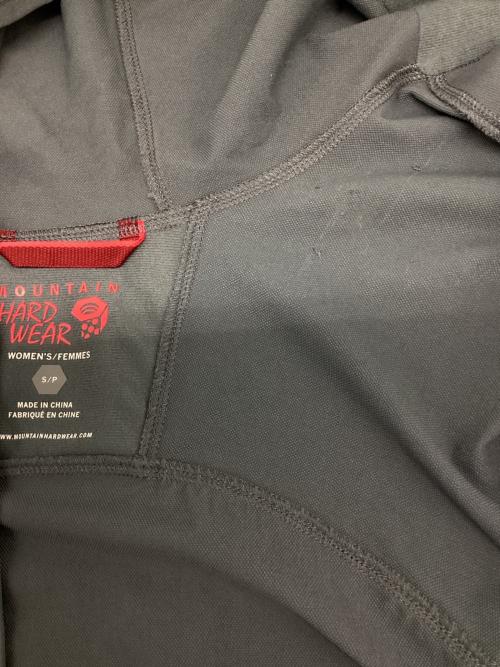 MOUNTAIN
HARD
WEAR
WOMEN'S/FEMMES
S/P
MADE IN CHINA
FABRIQUÉ EN CHINE
WWW.MOUNTAINHARDWEAR.COM